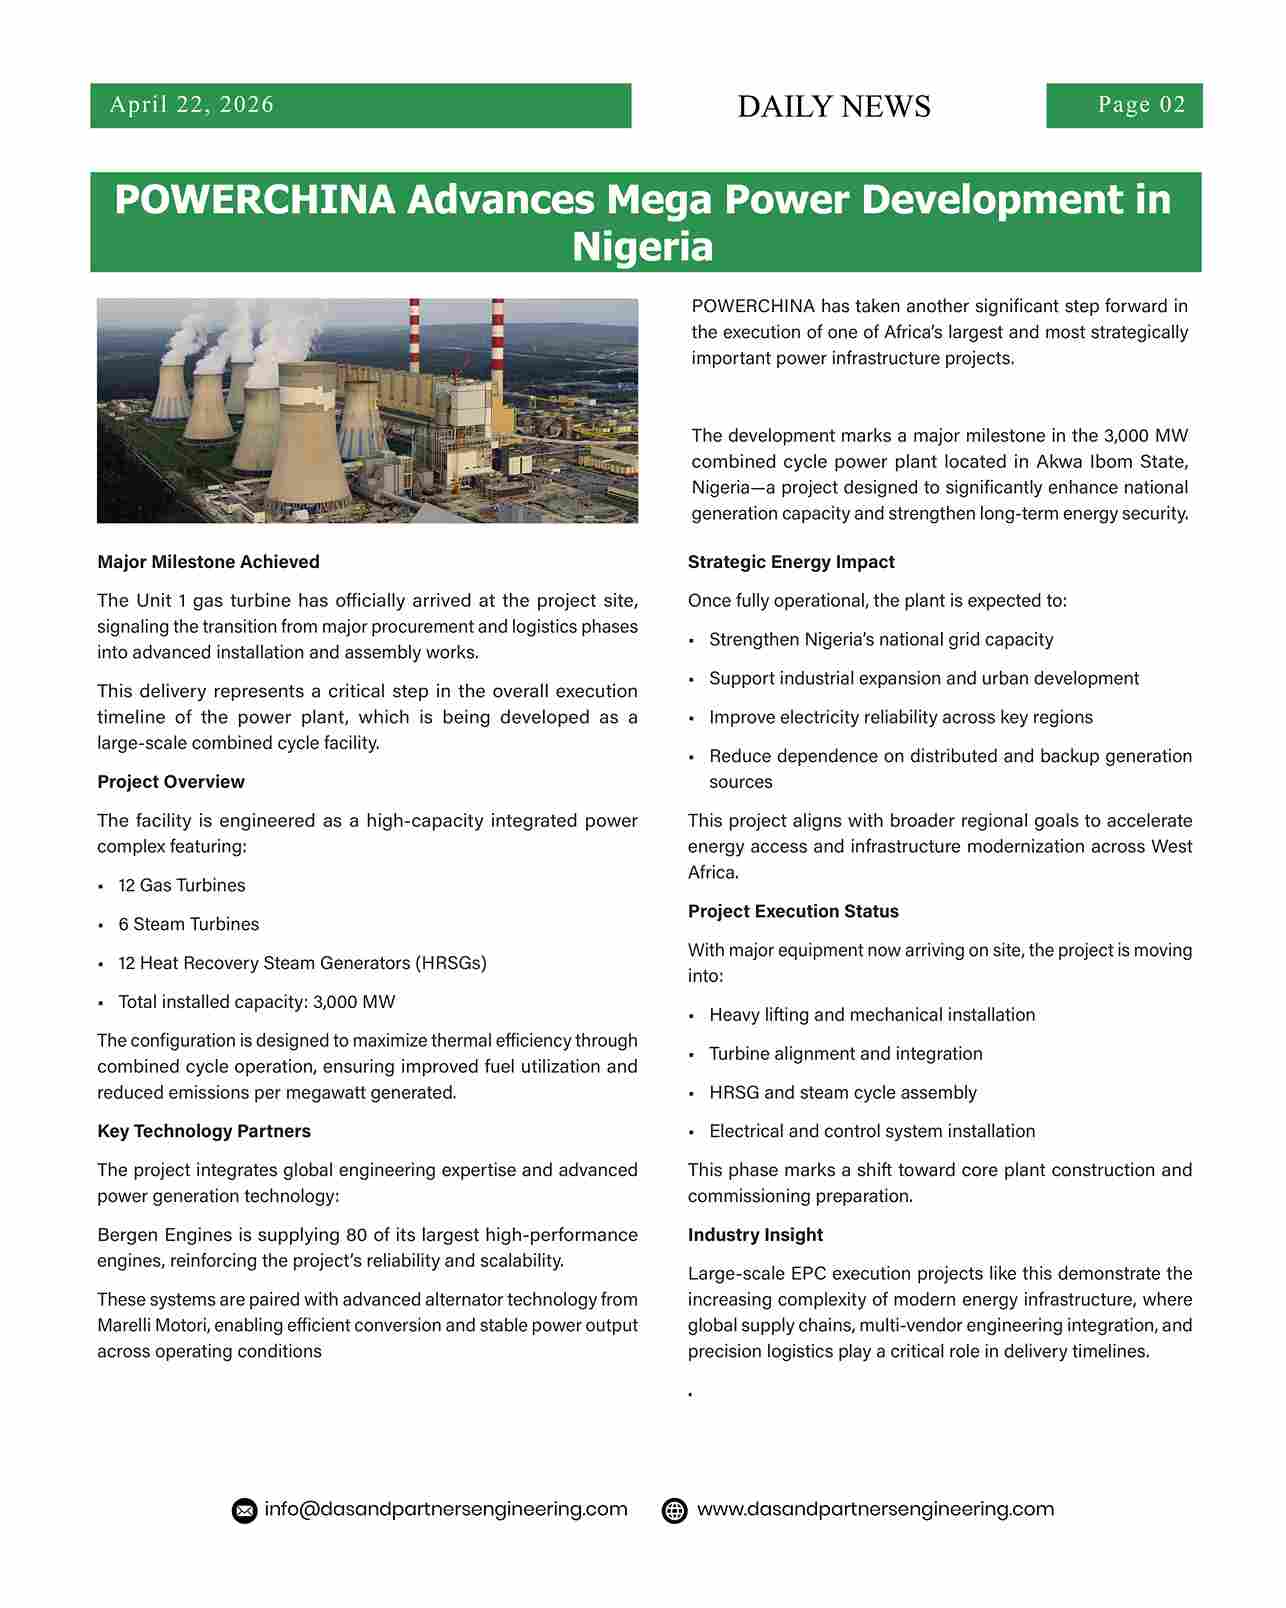 April 22, 2026
DAILY NEWS
Page 02
POWERCHINA Advances Mega Power Development in
Nigeria
POWERCHINA has taken another significant step forward in
the execution of one of Africa’s largest and most strategically
important power infrastructure projects.
The development marks a major milestone in the 3,000 MW
combined cycle power plant located in Akwa Ibom State,
Nigeria—a project designed to significantly enhance national
generation capacity and strengthen long-term energy security.
Major Milestone Achieved
The Unit 1 gas turbine has officially arrived at the project site,
signaling the transition from major procurement and logistics phases
into advanced installation and assembly works.
This delivery represents a critical step in the overall execution
timeline of the power plant, which is being developed as a
large-scale combined cycle facility.
Project Overview
The facility is engineered as a high-capacity integrated power
complex featuring:
• 12 Gas Turbines
• 6 Steam Turbines
• 12 Heat Recovery Steam Generators (HRSGs)
• Total installed capacity: 3,000 MW
The configuration is designed to maximize thermal efficiency through
combined cycle operation, ensuring improved fuel utilization and
reduced emissions per megawatt generated.
Key Technology Partners
The project integrates global engineering expertise and advanced
power generation technology:
Bergen Engines is supplying 80 of its largest high-performance
engines, reinforcing the project’s reliability and scalability.
These systems are paired with advanced alternator technology from
Marelli Motori, enabling efficient conversion and stable power output
across operating conditions
Strategic Energy Impact
Once fully operational, the plant is expected to:
• Strengthen Nigeria’s national grid capacity
• Support industrial expansion and urban development
• Improve electricity reliability across key regions
• Reduce dependence on distributed and backup generation
sources
This project aligns with broader regional goals to accelerate
energy access and infrastructure modernization across West
Africa.
Project Execution Status
With major equipment now arriving on site, the project is moving
into:
• Heavy lifting and mechanical installation
• Turbine alignment and integration
• HRSG and steam cycle assembly
• Electrical and control system installation
This phase marks a shift toward core plant construction and
commissioning preparation.
Industry Insight
Large-scale EPC execution projects like this demonstrate the
increasing complexity of modern energy infrastructure, where
global supply chains, multi-vendor engineering integration, and
precision logistics play a critical role in delivery timelines.
.
info@dasandpartnersengineering.com
www.dasandpartnersengineering.com